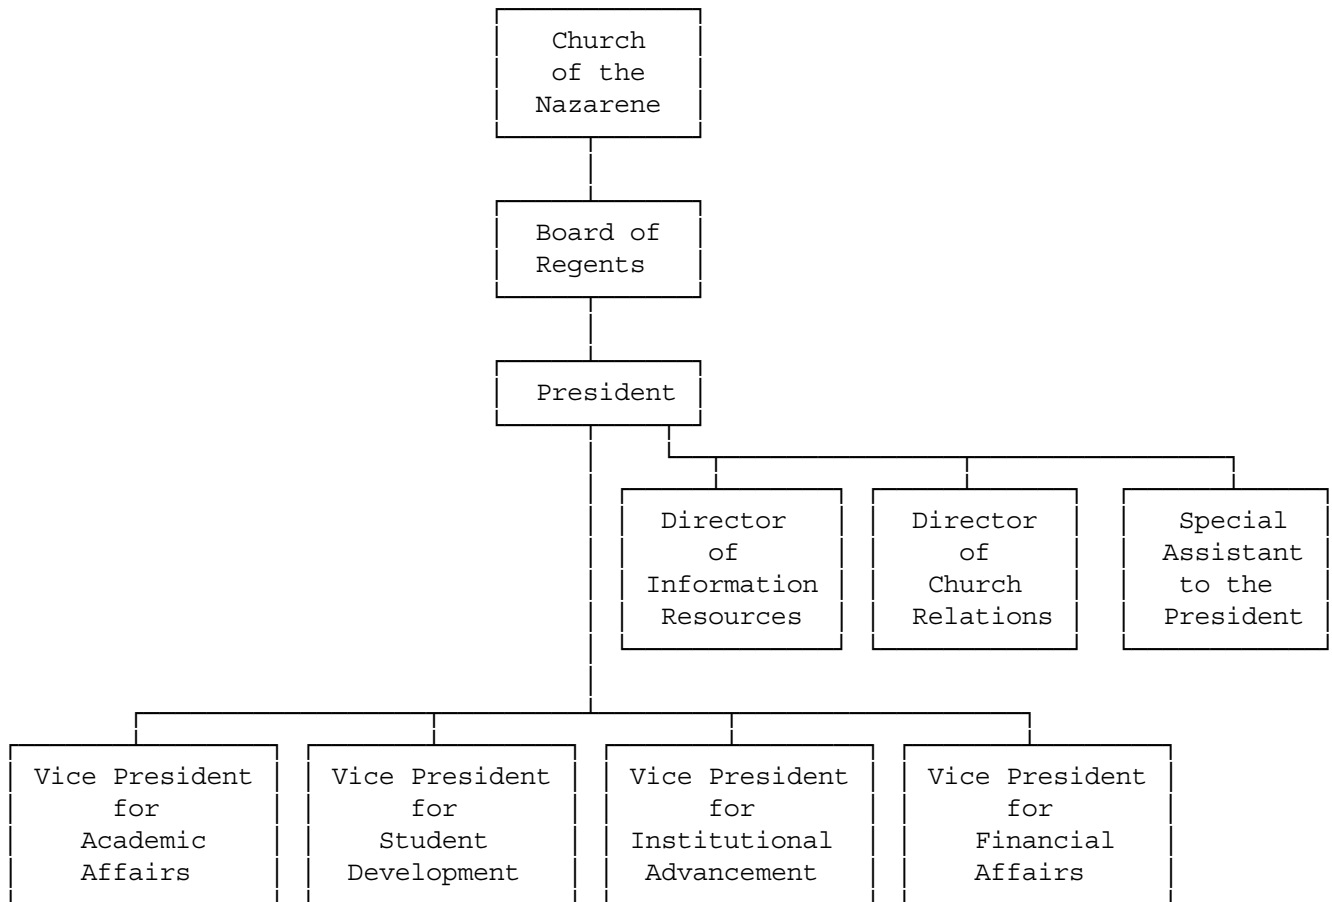 Church
of the
Nazarene
Board of
Regents
President
Director
of
Information
Resources
Director
of
Church
Relations
Special
Assistant
to the
President
Vice President
for
Academic
Affairs
Vice President
for
Student
Development
Vice President
for
Institutional
Advancement
Vice President
for
Financial
Affairs